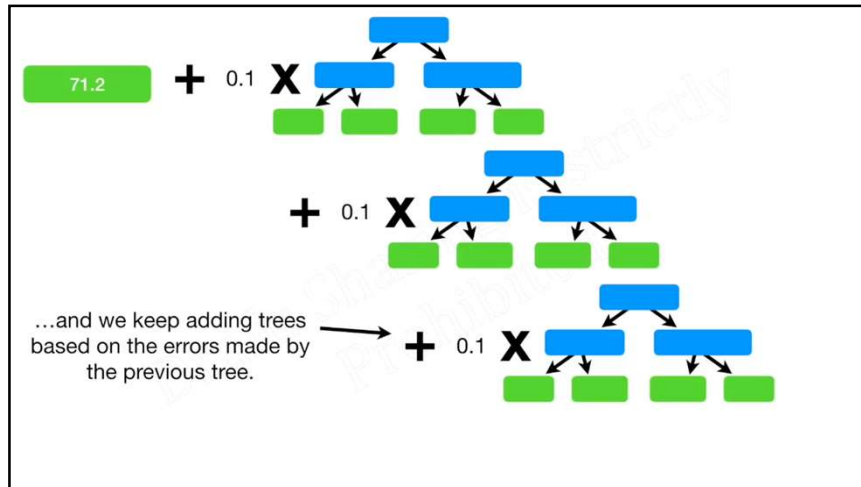 71.2 + 0.1 X
+ 0.1 X
…and we keep adding trees
based on the errors made by
the previous tree.
+ 0.1 X